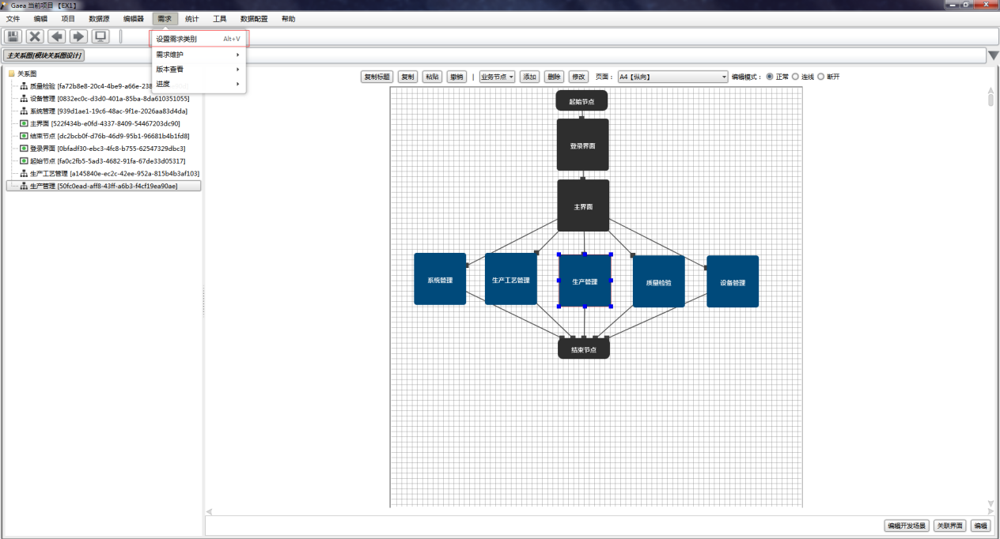 Gaea 当前项目 【EX1】
文件 编辑 项目 数据源 编辑器 需求 统计 工具 数据配置 帮助
设置需求类别 Alt+V
需求维护
版本查看
进度
主关系图[模块关系图设计]
关系图
质量检验 [fa72b8e8-20c4-4be9-a66e-238
设备管理 [0832ec0c-d3d0-401a-85ba-8da610351055]
系统管理 [939d1ae1-19c6-48ac-9f1e-2026aa83d4da]
主界面 [522f434b-e0fd-4337-8409-54467203dc90]
结束节点 [dc2bcb0f-d76b-46d9-95b1-96681b4b1fd8]
登录界面 [0bfadf30-ebc3-4fc8-b755-62547329dbc3]
起始节点 [fa0c2fb5-5ad3-4682-91fa-67de33d05317]
生产工艺管理 [a145840e-ec2c-42ee-952a-815b4b3af103]
生产管理 [50fc0ead-aff8-43ff-a6b3-f4cf19ea90ae]
复制标题 复制 粘贴 撤销 | 业务节点 添加 删除 修改 页面： A4【纵向】 编辑模式： 正常 连线 断开
起始节点
登录界面
主界面
系统管理 生产工艺管理 生产管理 质量检验 设备管理
结束节点
编辑开发场景 关联界面 编辑